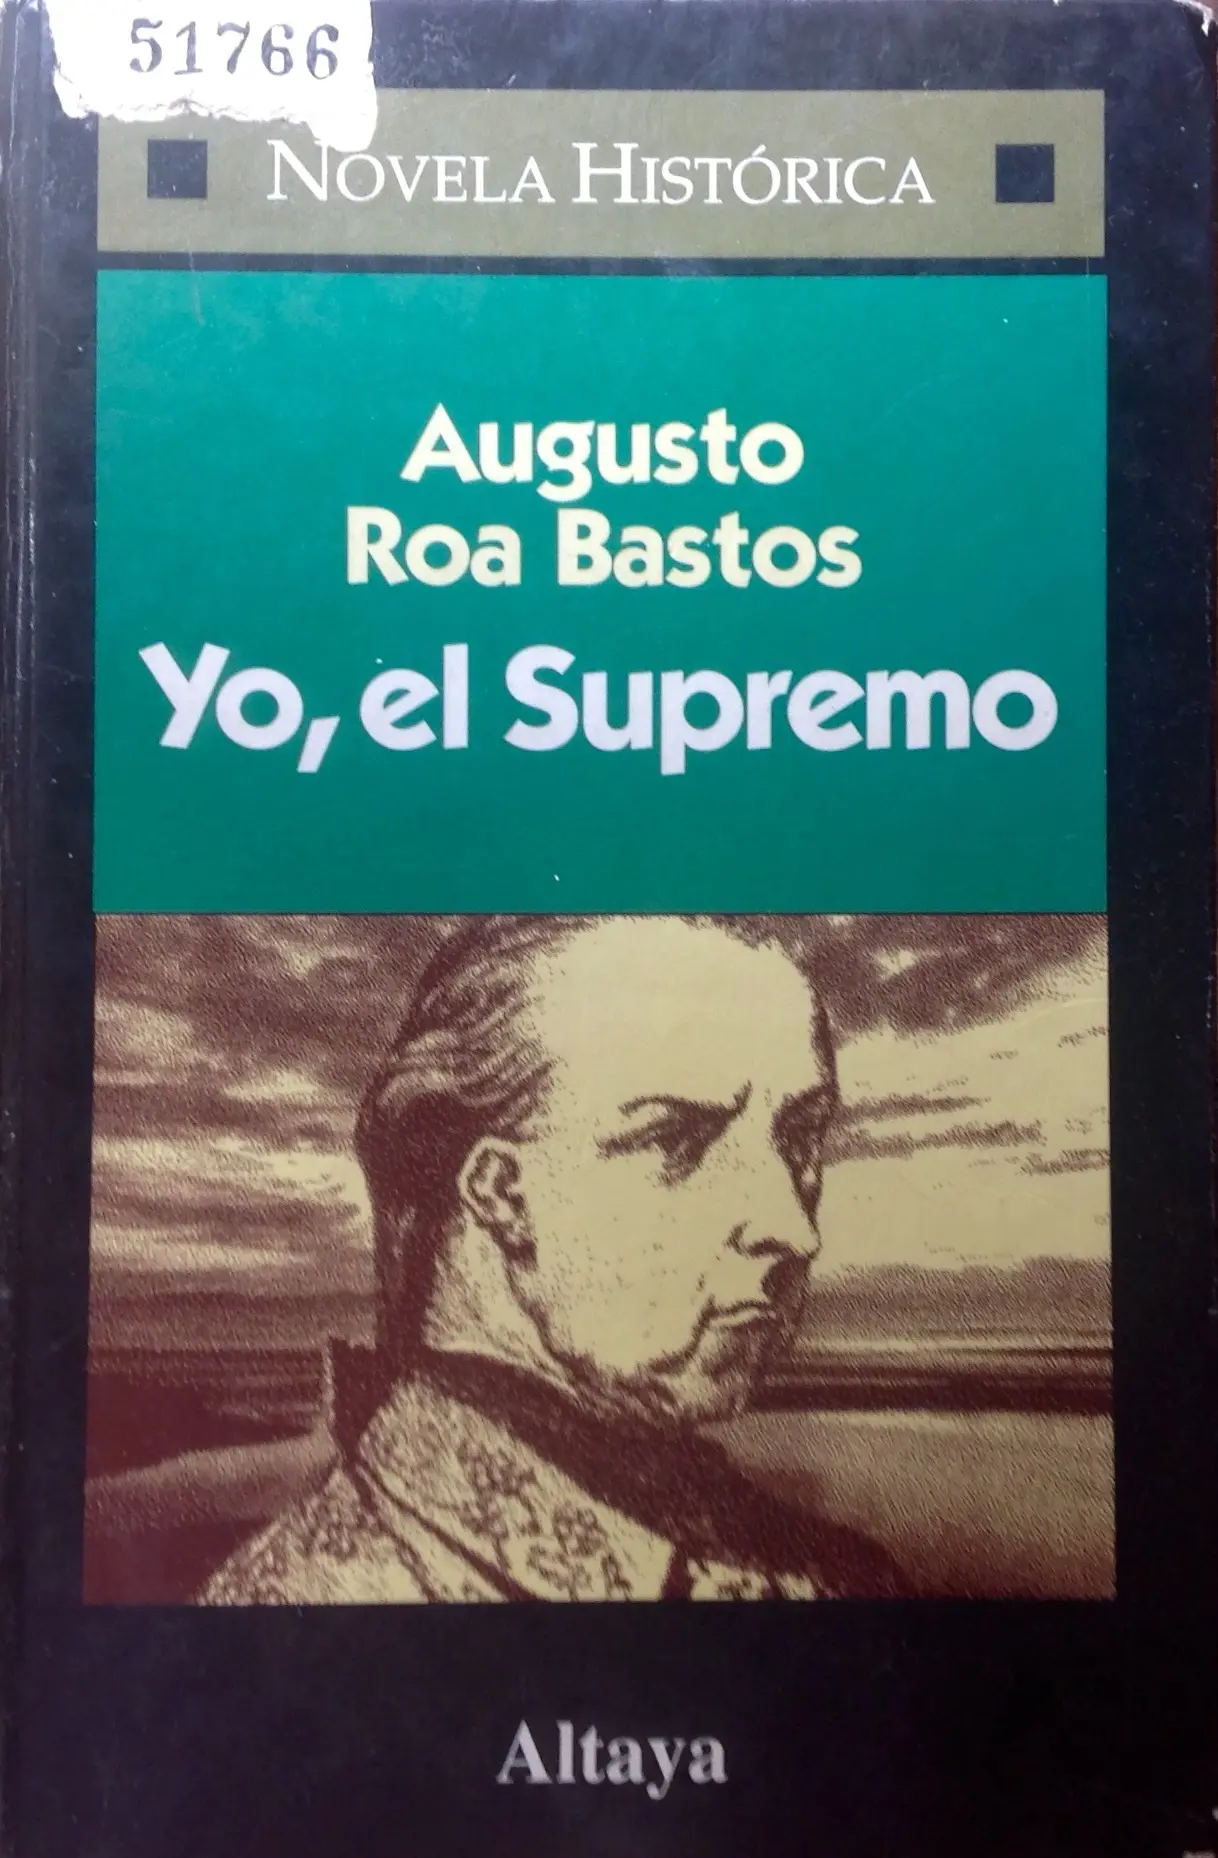 51766
NOVELA HISTÓRICA
Augusto
Roa Bastos
Yo, el Supremo
Altaya